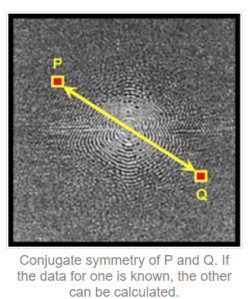 P
Q
Conjugate symmetry of P and Q. If
the data for one is known, the other
can be calculated.